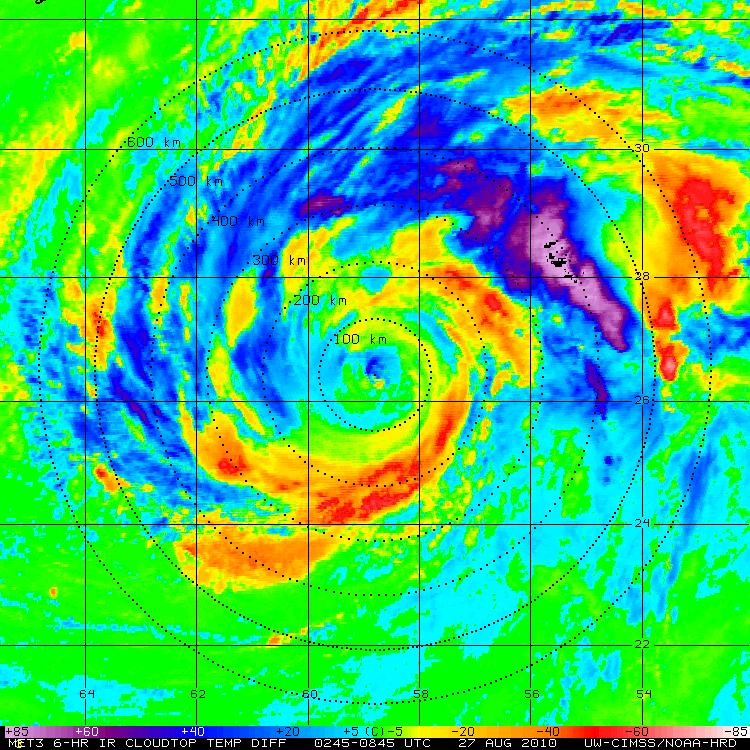 600 km
30
500 km
400 km
300 km
28
200 km
100 km
26
24
22
64 62 60 58 56 54
+85 +60 +40 +20 +5 (C) -5 -20 -40 -60 -85
MET3 6-HR IR CLOUDTOP TEMP DIFF 0245-0845 UTC 27 AUG 2010 UW-CIMSS/NOAA-HRD